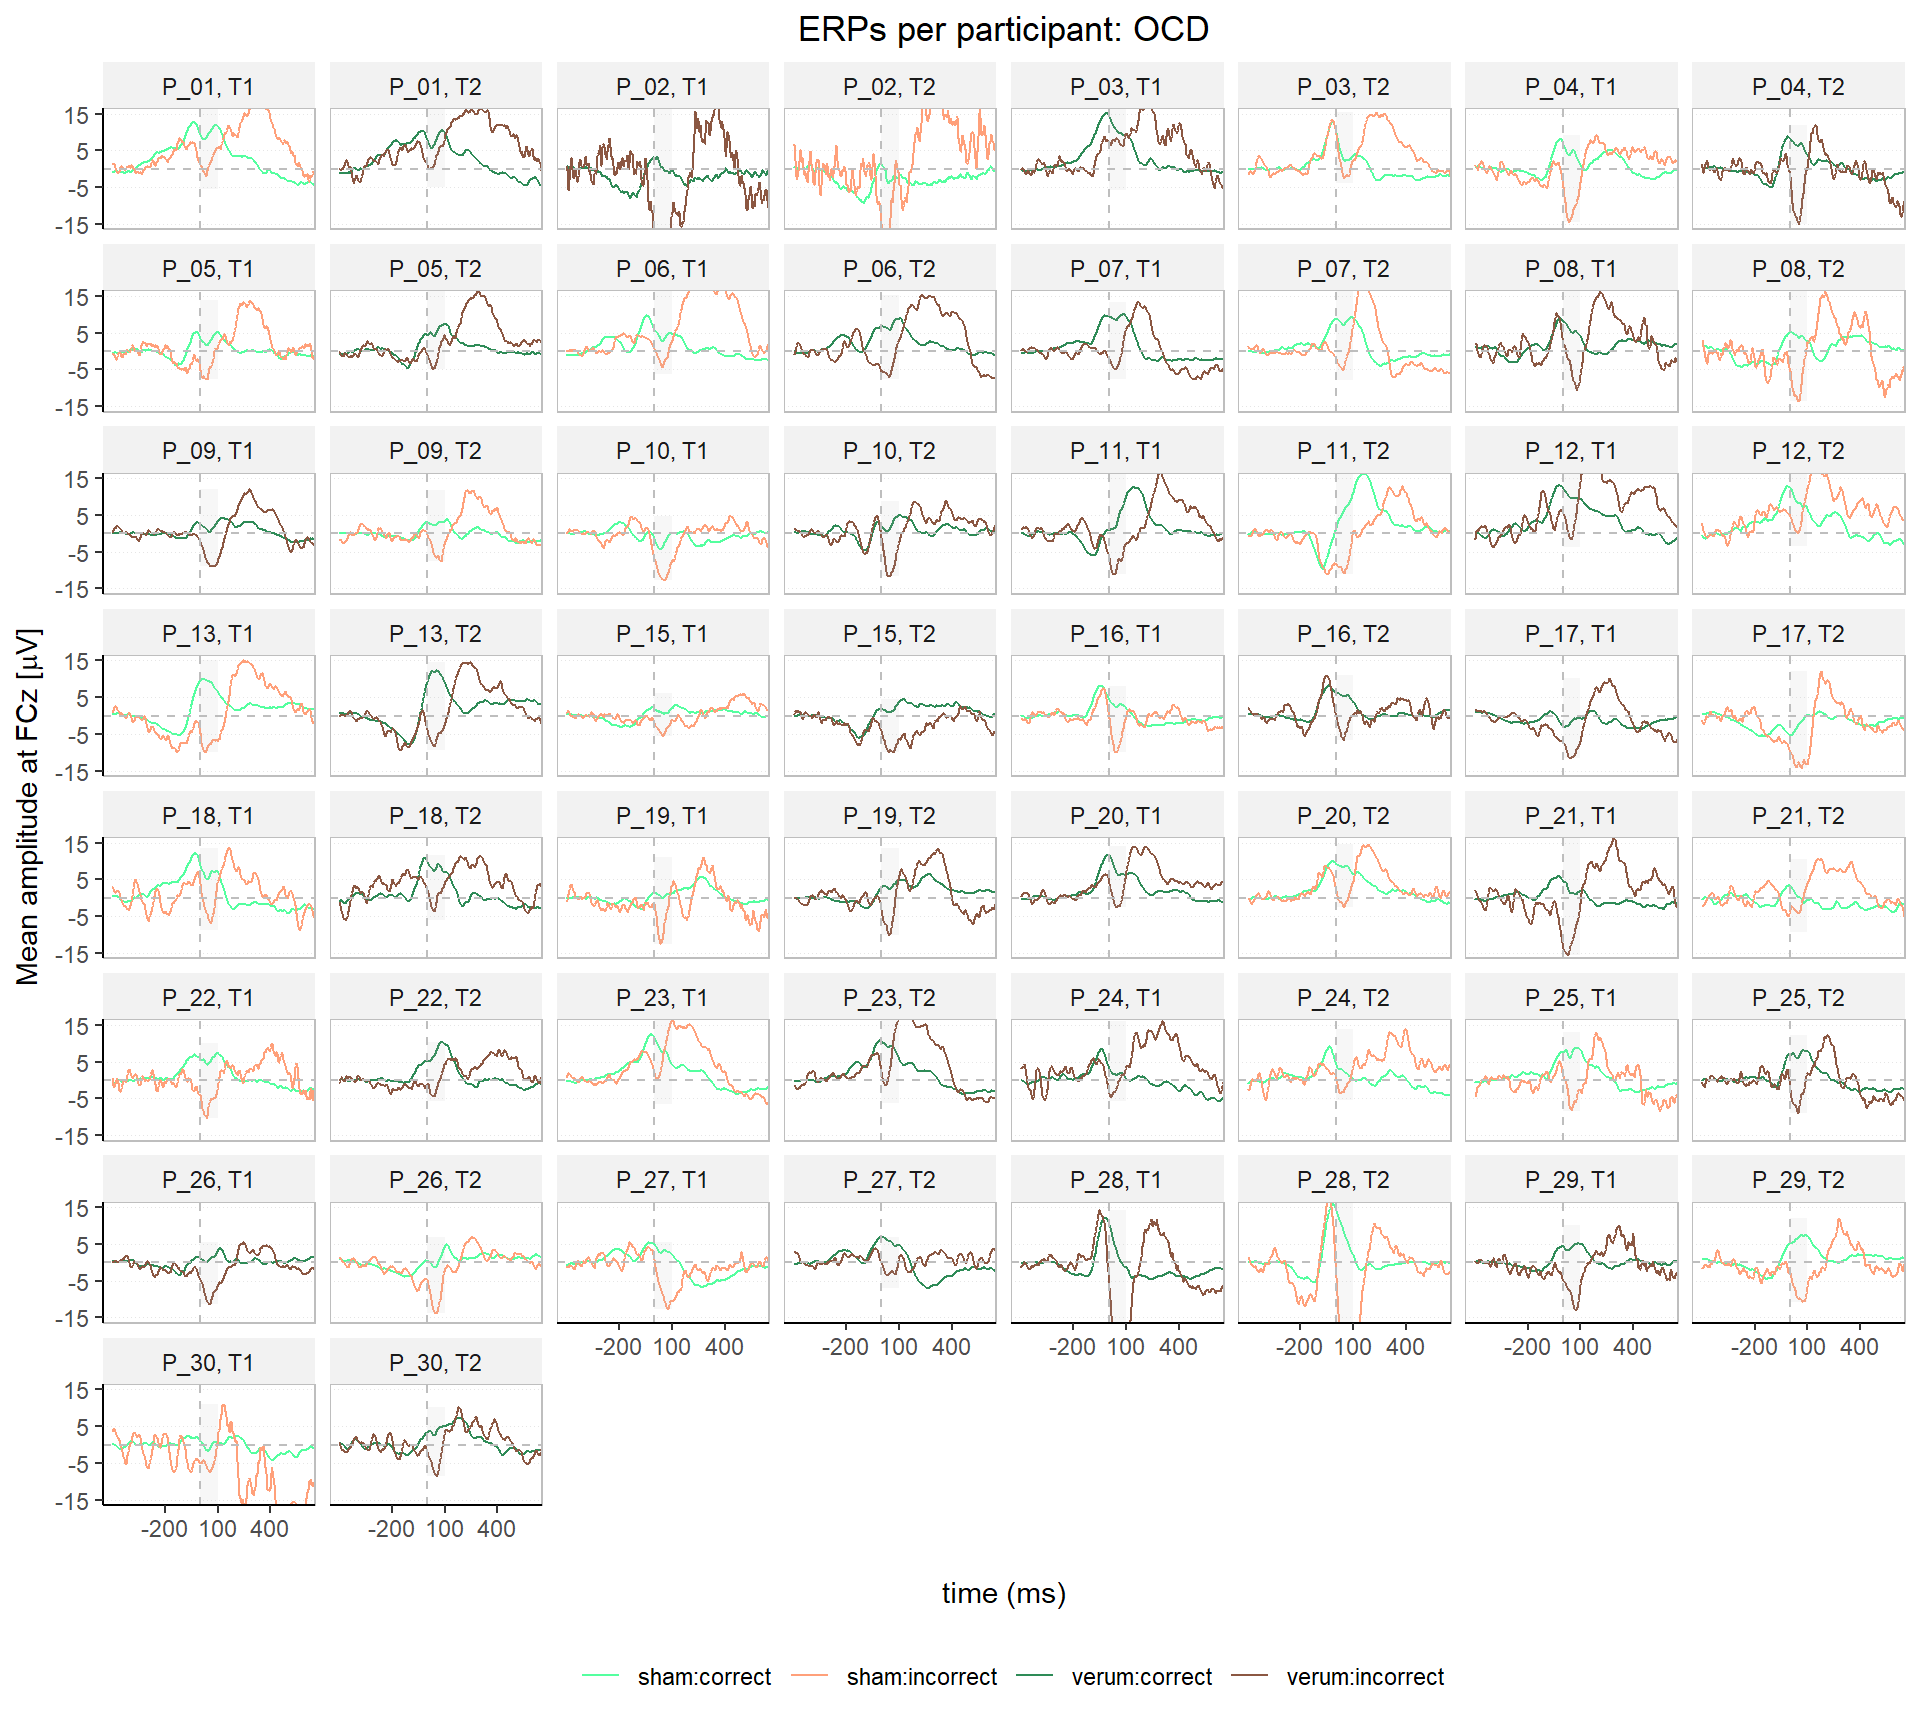 ERPs per participant: OCD
P_01, T1 P_01, T2 P_02, T1 P_02, T2 P_03, T1 P_03, T2 P_04, T1 P_04, T2
15
5
-5
-15
P_05, T1 P_05, T2 P_06, T1 P_06, T2 P_07, T1 P_07, T2 P_08, T1 P_08, T2
15
5
-5
-15
P_09, T1 P_09, T2 P_10, T1 P_10, T2 P_11, T1 P_11, T2 P_12, T1 P_12, T2
15
5
-5
-15
P_13, T1 P_13, T2 P_15, T1 P_15, T2 P_16, T1 P_16, T2 P_17, T1 P_17, T2
15
5
-5
-15
Mean amplitude at FCz [µV]
P_18, T1 P_18, T2 P_19, T1 P_19, T2 P_20, T1 P_20, T2 P_21, T1 P_21, T2
15
5
-5
-15
P_22, T1 P_22, T2 P_23, T1 P_23, T2 P_24, T1 P_24, T2 P_25, T1 P_25, T2
15
5
-5
-15
P_26, T1 P_26, T2 P_27, T1 P_27, T2 P_28, T1 P_28, T2 P_29, T1 P_29, T2
15
5
-5
-15
-200 100 400 -200 100 400 -200 100 400 -200 100 400 -200 100 400 -200 100 400
P_30, T1 P_30, T2
15
5
-5
-15
-200 100 400 -200 100 400
time (ms)
sham:correct sham:incorrect verum:correct verum:incorrect